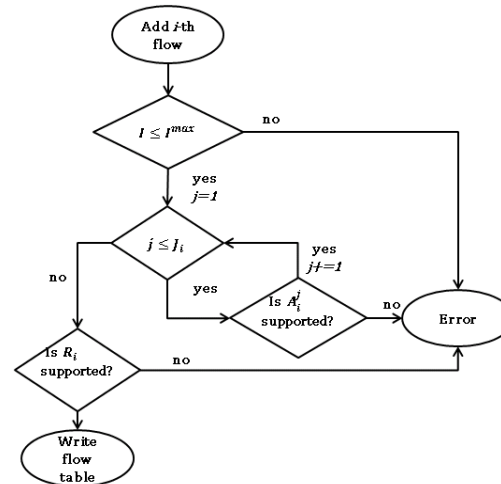 Add i-th
flow
I ≤ I^max
no
yes
j=1
j ≤ J_i
yes
j+=1
no
yes
Is A_i^j
supported?
no
Error
Is R_i
supported?
no
Write
flow
table